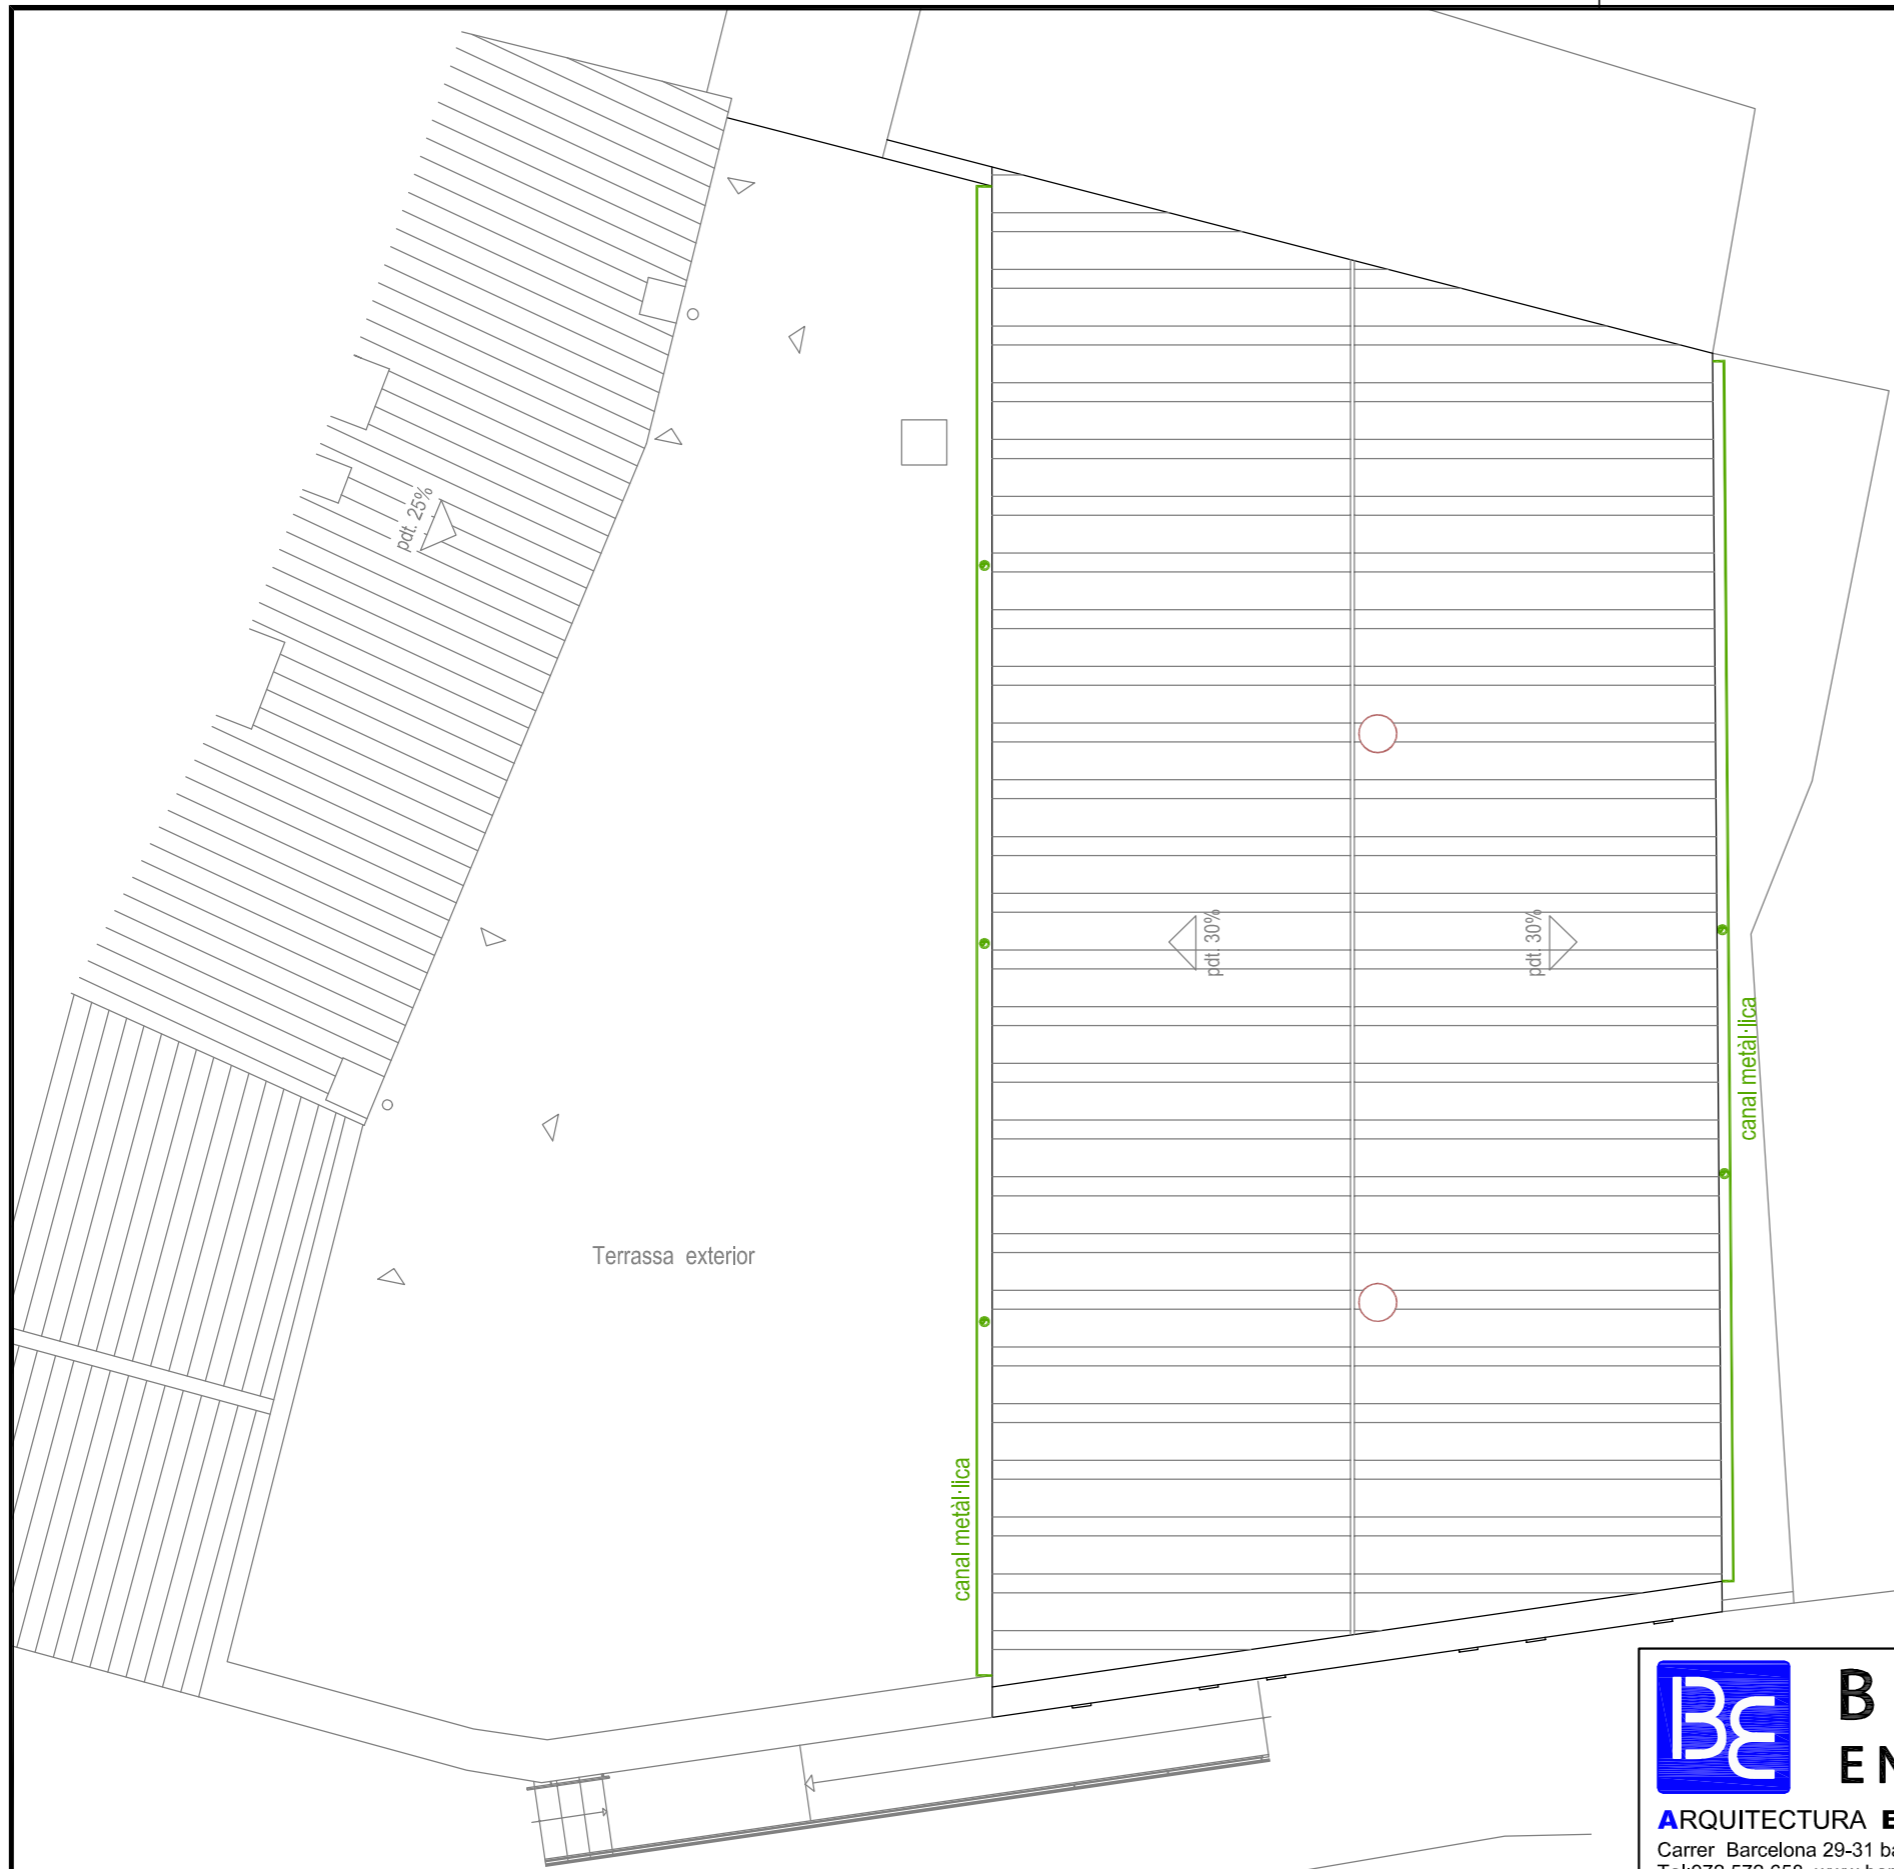 pdt. 25%
pdt. 30%
pdt. 30%
canal metàl·lica
Terrassa exterior
canal metàl·lica
B
EN
ARQUITECTURA E
Carrer Barcelona 29-31